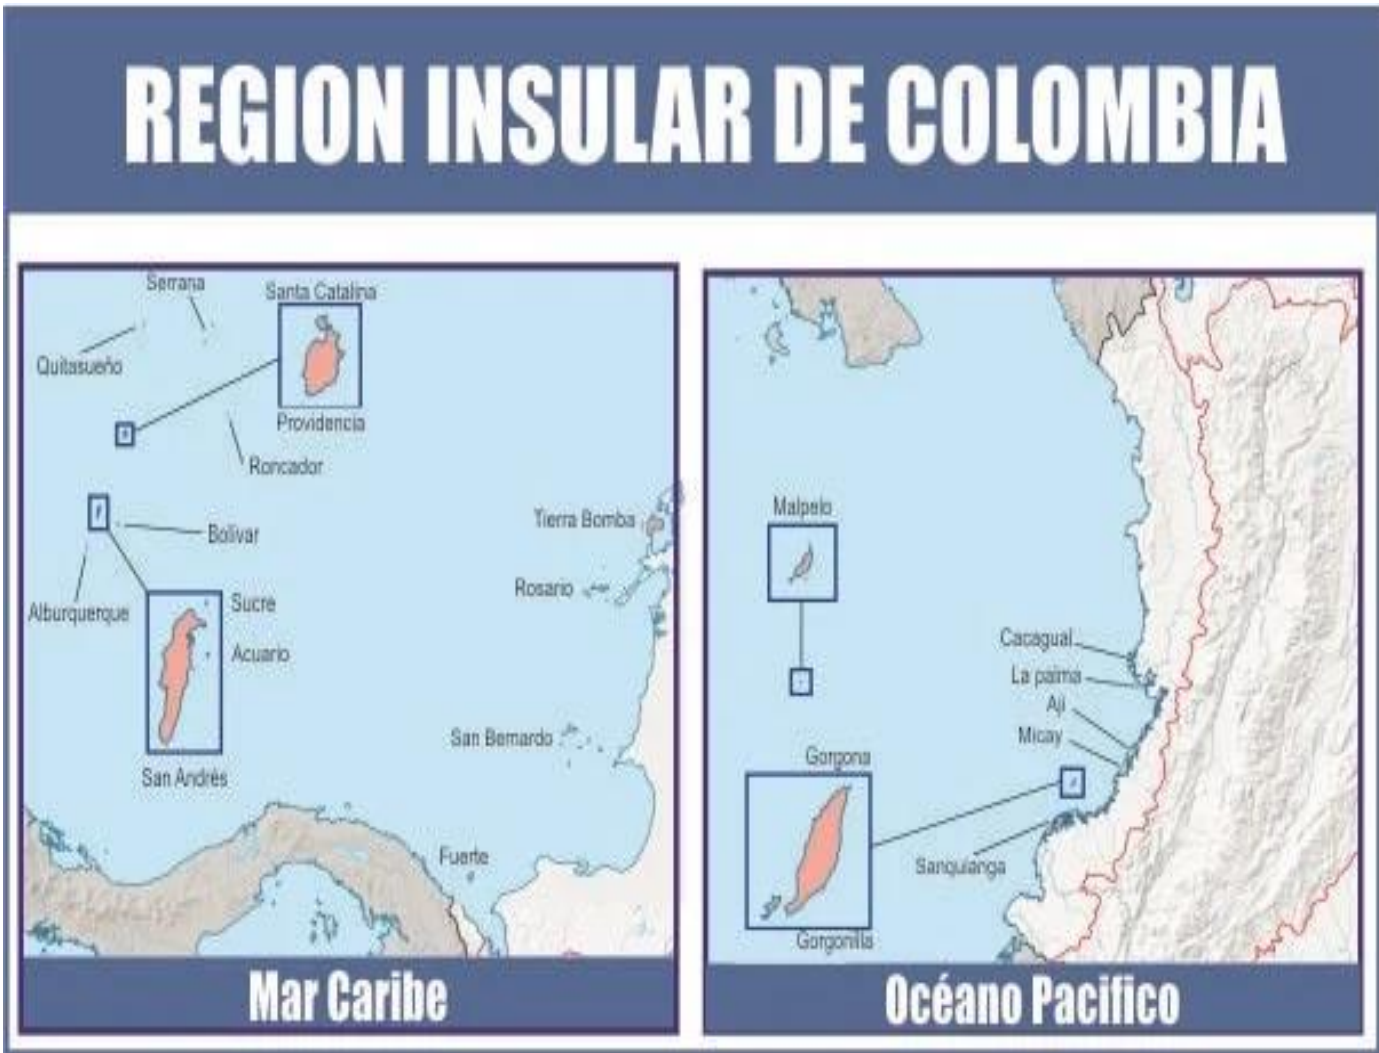 REGION INSULAR DE COLOMBIA
Serrana
Santa Catalina
Quitasueño
Providencia
Roncador
Tierra Bomba
Bolivar
Rosario
Alburquerque
Sucre
Acuario
San Bernardo
San Andrés
Fuerte
Mar Caribe
Malpelo
Cacagual
La palma
Aji
Micay
Gorgona
Sanquianga
Gorgonilla
Océano Pacifico